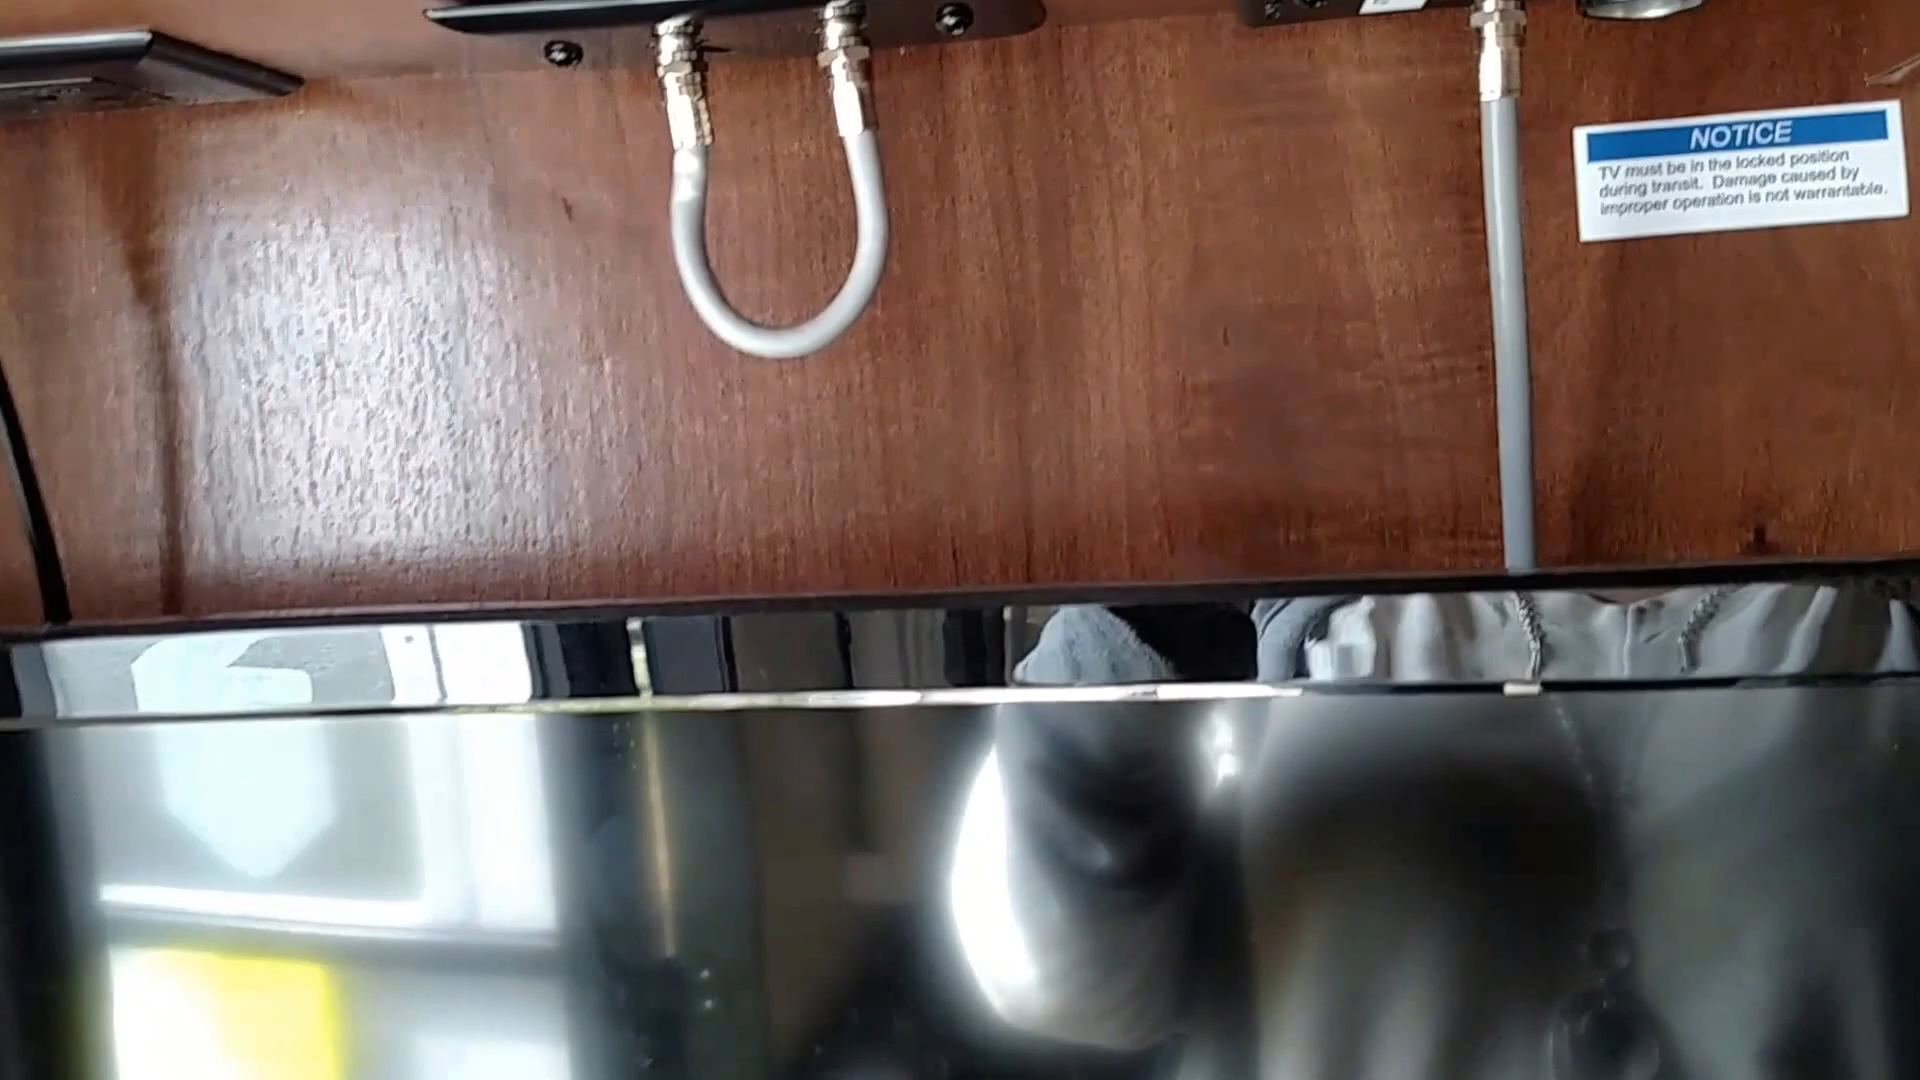 NOTICE
TV must be in the locked position
during transit. Damage caused by
improper operation is not warrantable.